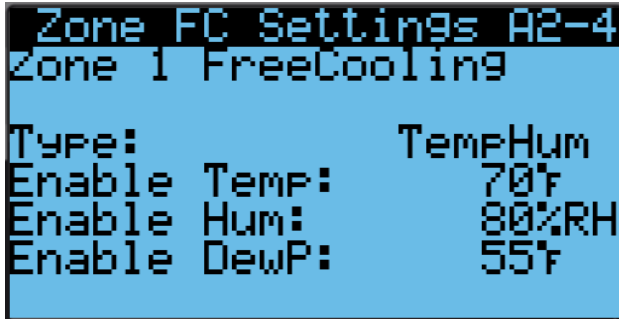 Zone FC Settings A2-4
Zone 1 FreeCooling
Type: TempHum
Enable Temp: 70°F
Enable Hum: 80%RH
Enable DewP: 55°F